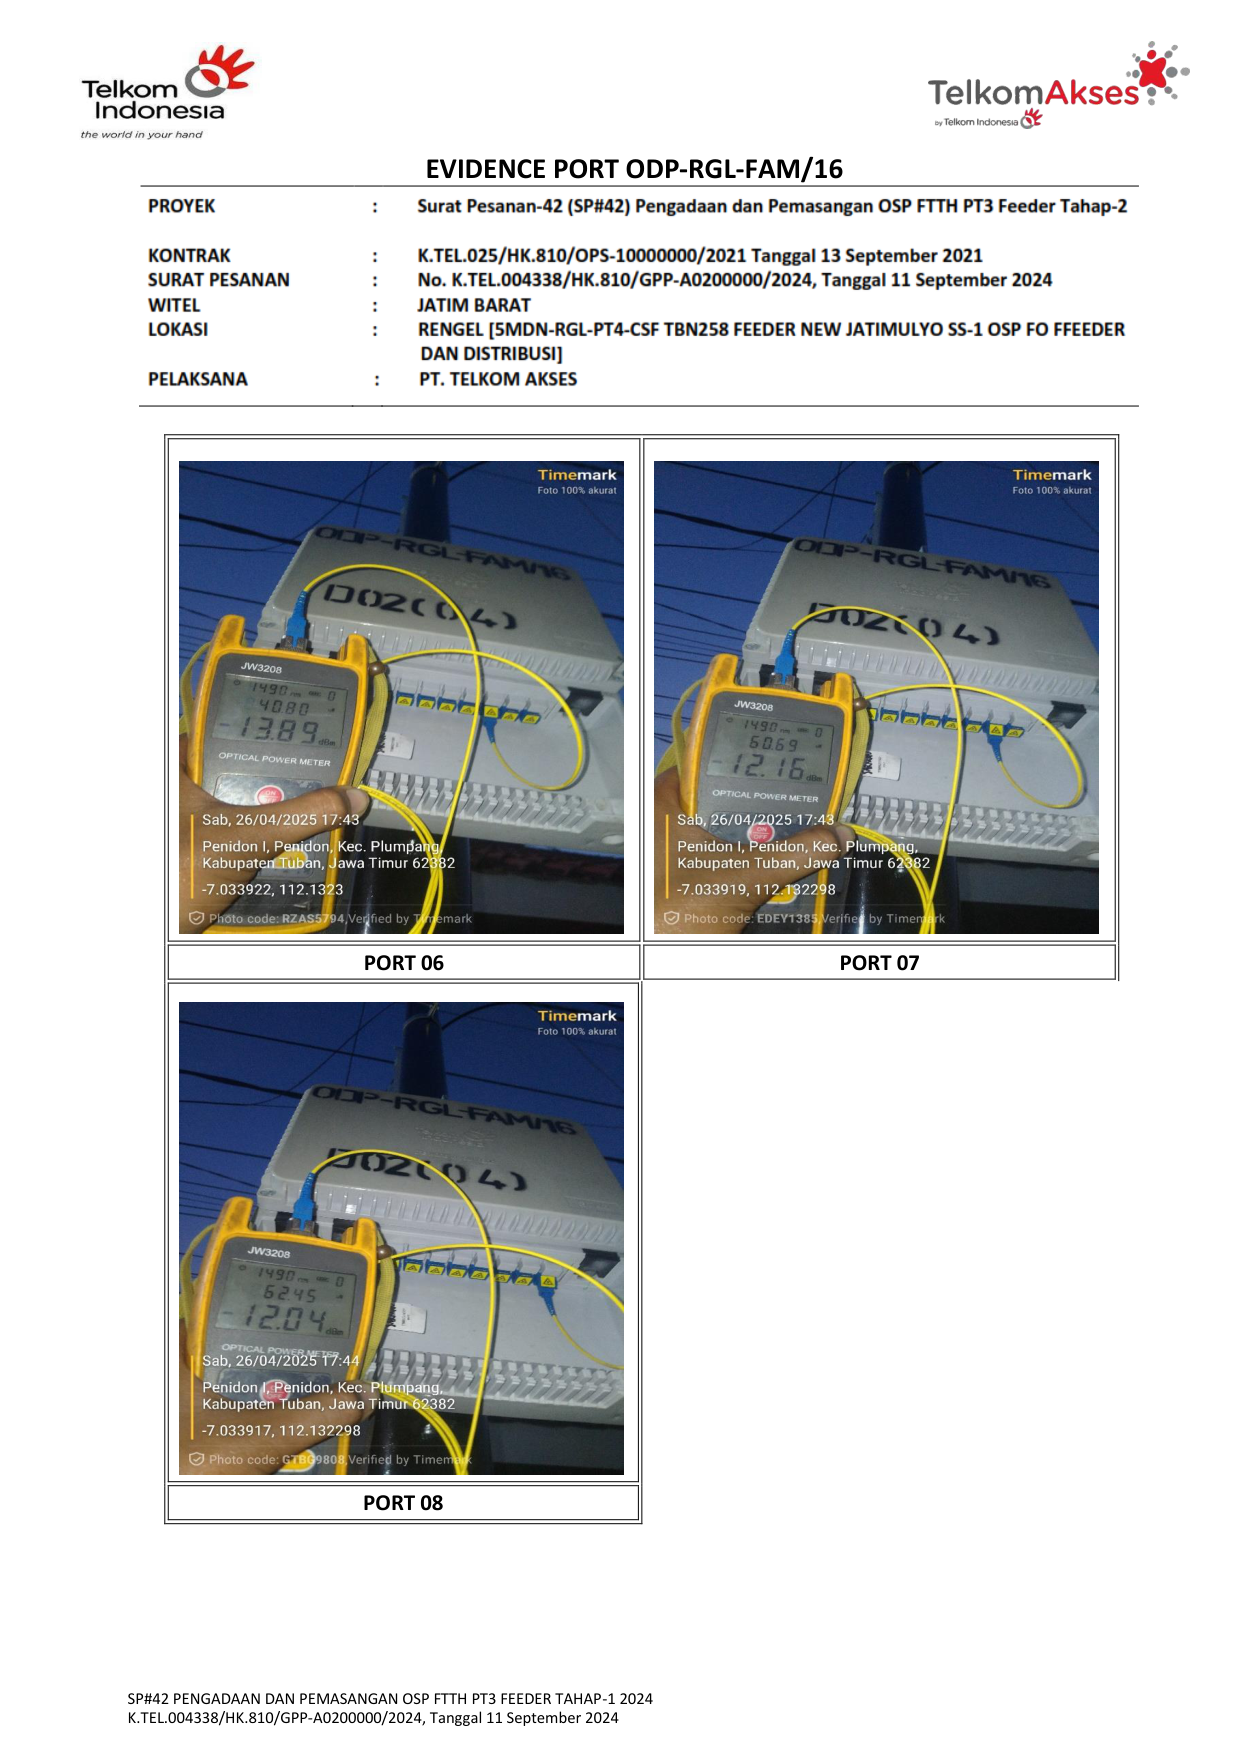 Telkom
Indonesia
the world in your hand
TelkomAkses
by Telkom Indonesia
EVIDENCE PORT ODP-RGL-FAM/16
PROYEK : Surat Pesanan-42 (SP#42) Pengadaan dan Pemasangan OSP FTTH PT3 Feeder Tahap-2
KONTRAK : K.TEL.025/HK.810/OPS-10000000/2021 Tanggal 13 September 2021
SURAT PESANAN : No. K.TEL.004338/HK.810/GPP-A0200000/2024, Tanggal 11 September 2024
WITEL : JATIM BARAT
LOKASI : RENGEL [5MDN-RGL-PT4-CSF TBN258 FEEDER NEW JATIMULYO SS-1 OSP FO FFEEDER
DAN DISTRIBUSI]
PELAKSANA : PT. TELKOM AKSES
Timemark
Foto 100% akurat
ODP-RGL-FAM/16
D02(04)
JW3208
1490 nm 0
40.80
-13.89 dBm
OPTICAL POWER METER
ON
Sab, 26/04/2025 17:43
Penidon I, Penidon, Kec. Plumpang,
Kabupaten Tuban, Jawa Timur 62382
-7.033922, 112.1323
Photo code: RZAS5794,Verified by Timemark
PORT 06
Timemark
Foto 100% akurat
ODP-RGL-FAM/16
D02(04)
JW3208
1490 nm 0
60.69
-12.16 dBm
OPTICAL POWER METER
ON
OFF
Sab, 26/04/2025 17:43
Penidon I, Penidon, Kec. Plumpang,
Kabupaten Tuban, Jawa Timur 62382
-7.033919, 112.132298
Photo code: EDEY1385,Verified by Timemark
PORT 07
Timemark
Foto 100% akurat
ODP-RGL-FAM/16
D02(04)
JW3208
1490 nm 0
62.45
-12.04 dBm
OPTICAL POWER METER
Sab, 26/04/2025 17:44
Penidon I, Penidon, Kec. Plumpang,
Kabupaten Tuban, Jawa Timur 62382
-7.033917, 112.132298
Photo code: GTBG9808,Verified by Timemark
PORT 08
SP#42 PENGADAAN DAN PEMASANGAN OSP FTTH PT3 FEEDER TAHAP-1 2024
K.TEL.004338/HK.810/GPP-A0200000/2024, Tanggal 11 September 2024